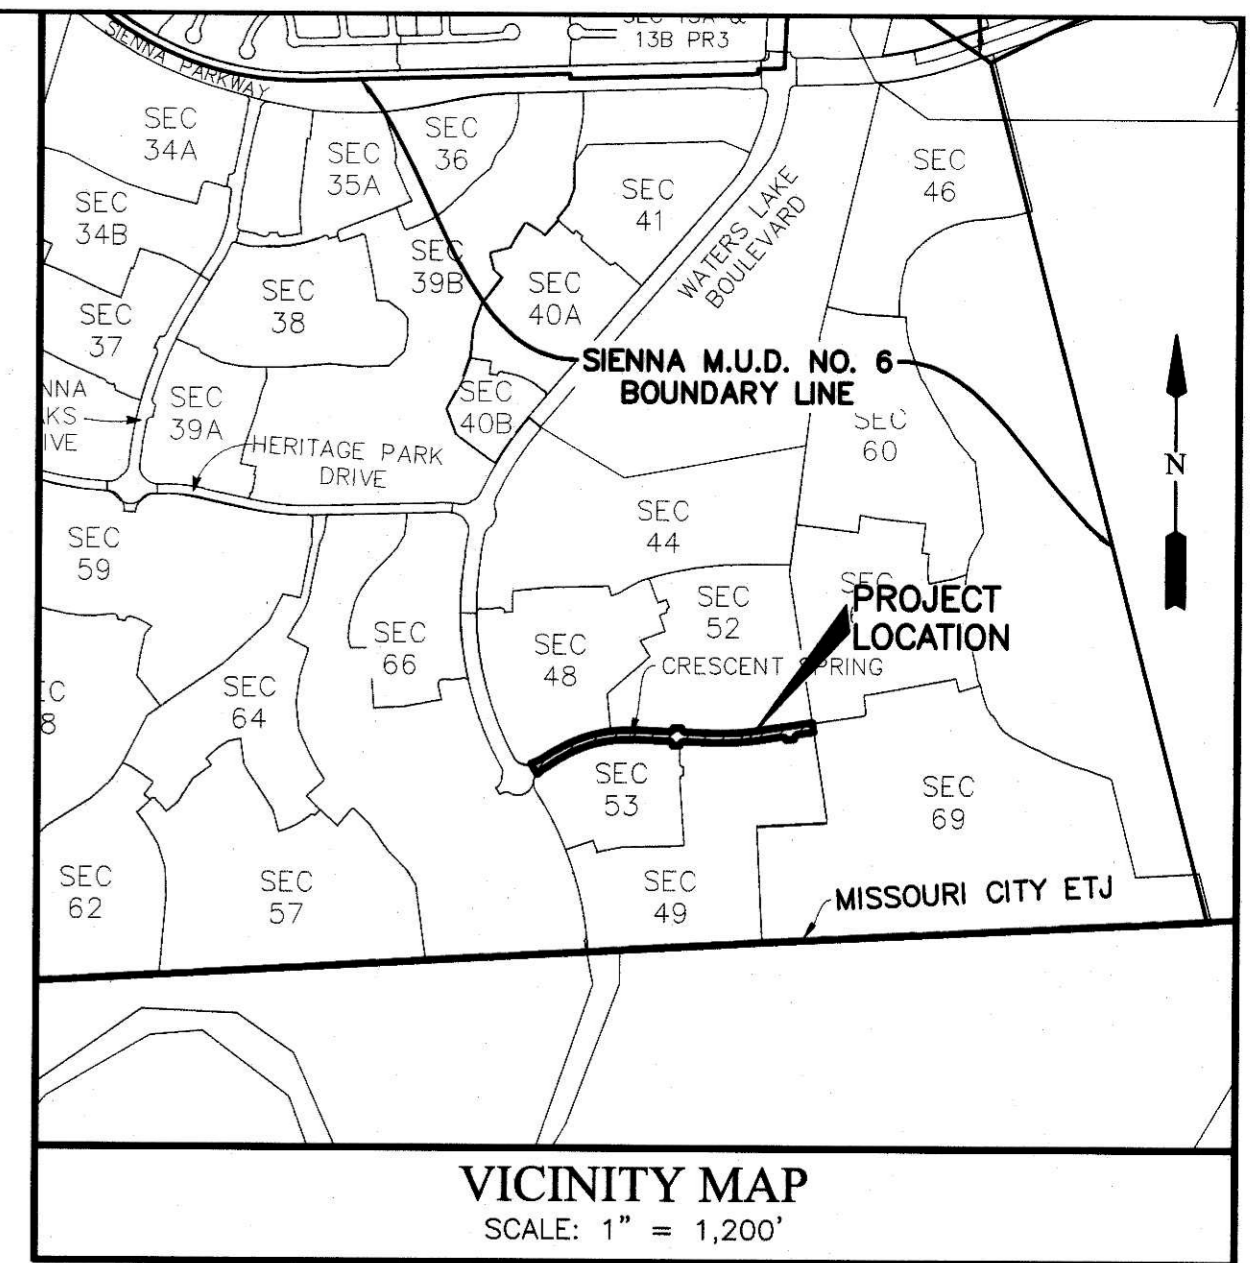 13B PR3
SIENNA PARKWAY
SEC
34A
SEC
36
SEC
35A
SEC
46
SEC
41
SEC
34B
WATERS LAKE
BOULEVARD
SEC
39B
SEC
38
SEC
40A
SEC
37
SIENNA M.U.D. NO. 6
BOUNDARY LINE
SEC
40B
SEC
39A
SEC
60
HERITAGE PARK
DRIVE
N
SEC
44
SEC
59
SEC
PROJECT
LOCATION
SEC
52
SEC
66
SEC
48
CRESCENT SPRING
SEC
64
SEC
53
SEC
69
SEC
62
SEC
57
SEC
49
MISSOURI CITY ETJ
VICINITY MAP
SCALE: 1" = 1,200'